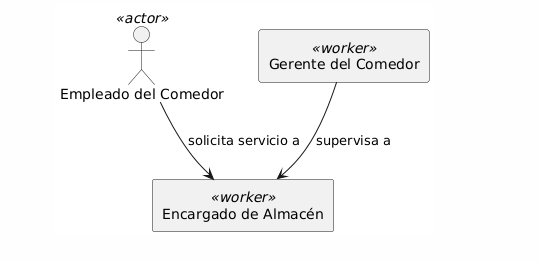 «actor»
Empleado del Comedor
«worker»
Gerente del Comedor
solicita servicio a
supervisa a
«worker»
Encargado de Almacén